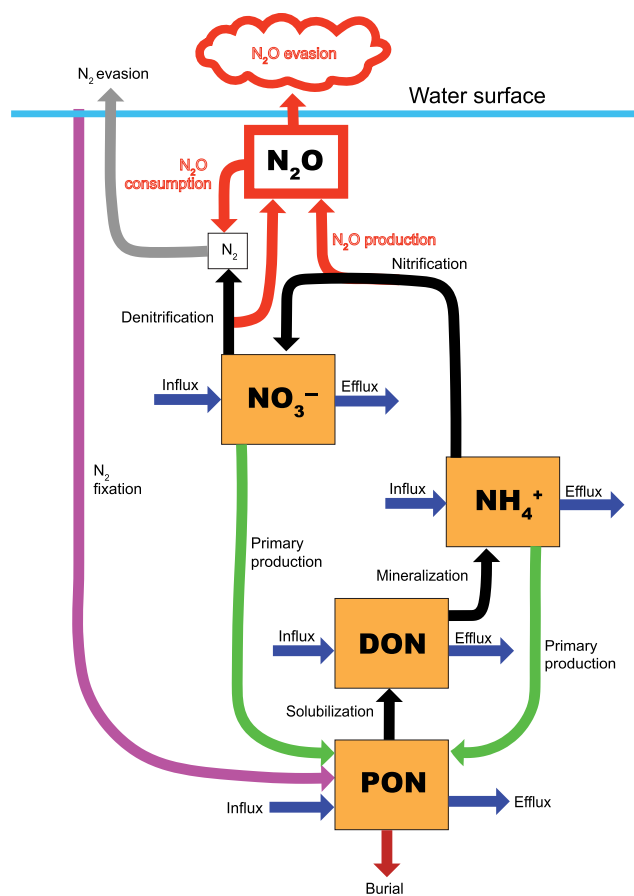 N₂O evasion
N₂ evasion
Water surface
N₂O
N₂O
consumption
N₂O production
N₂
Nitrification
Denitrification
Influx
NO₃⁻
Efflux
N₂
fixation
Influx
NH₄⁺
Efflux
Primary
production
Mineralization
Influx
DON
Efflux
Primary
production
Solubilization
PON
Influx
Efflux
Burial